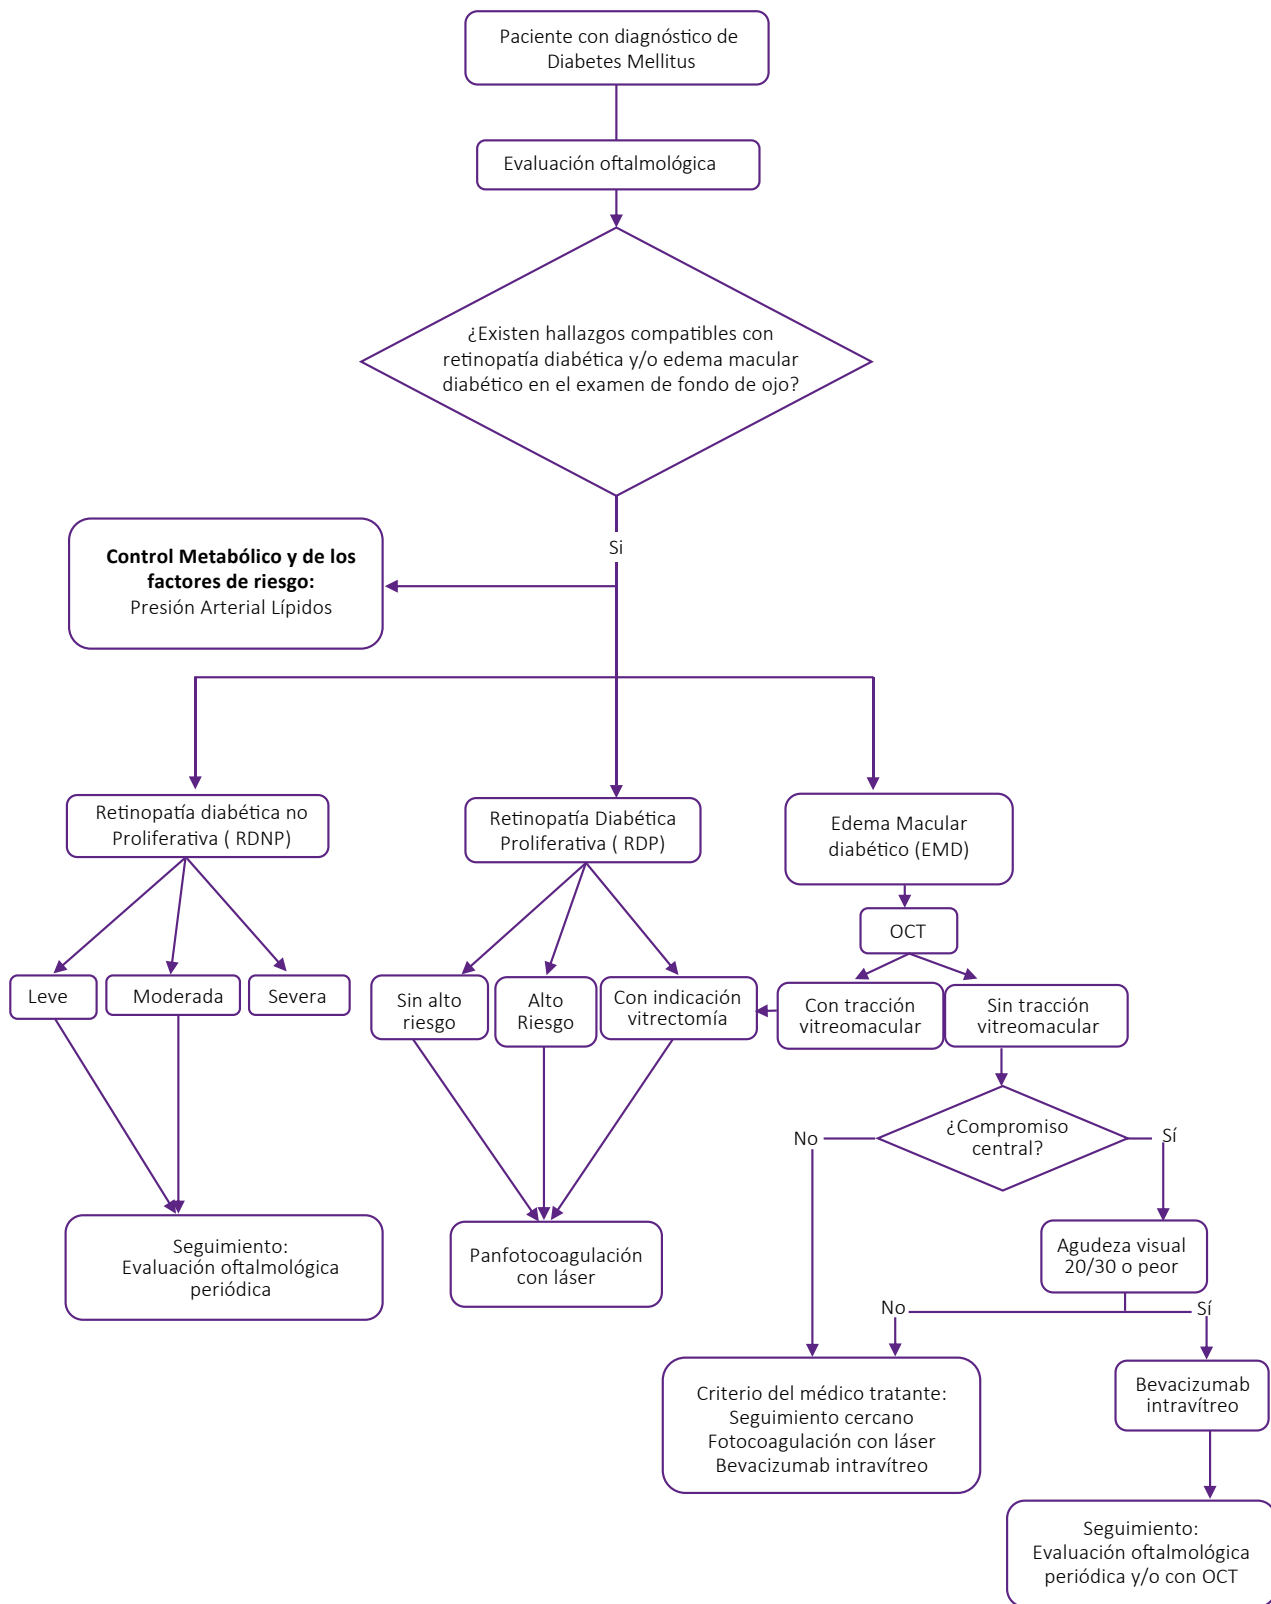 Paciente con diagnóstico de
Diabetes Mellitus
Evaluación oftalmológica
¿Existen hallazgos compatibles con
retinopatía diabética y/o edema macular
diabético en el examen de fondo de ojo?
Si
Control Metabólico y de los
factores de riesgo:
Presión Arterial Lípidos
Retinopatía diabética no
Proliferativa ( RDNP)
Retinopatía Diabética
Proliferativa ( RDP)
Edema Macular
diabético (EMD)
OCT
Leve
Moderada
Severa
Sin alto
riesgo
Alto
Riesgo
Con indicación
vitrectomía
Con tracción
vitreomacular
Sin tracción
vitreomacular
¿Compromiso
central?
No
Sí
Seguimiento:
Evaluación oftalmológica
periódica
Panfotocoagulación
con láser
Agudeza visual
20/30 o peor
No
Sí
Criterio del médico tratante:
Seguimiento cercano
Fotocoagulación con láser
Bevacizumab intravítreo
Bevacizumab
intravítreo
Seguimiento:
Evaluación oftalmológica
periódica y/o con OCT